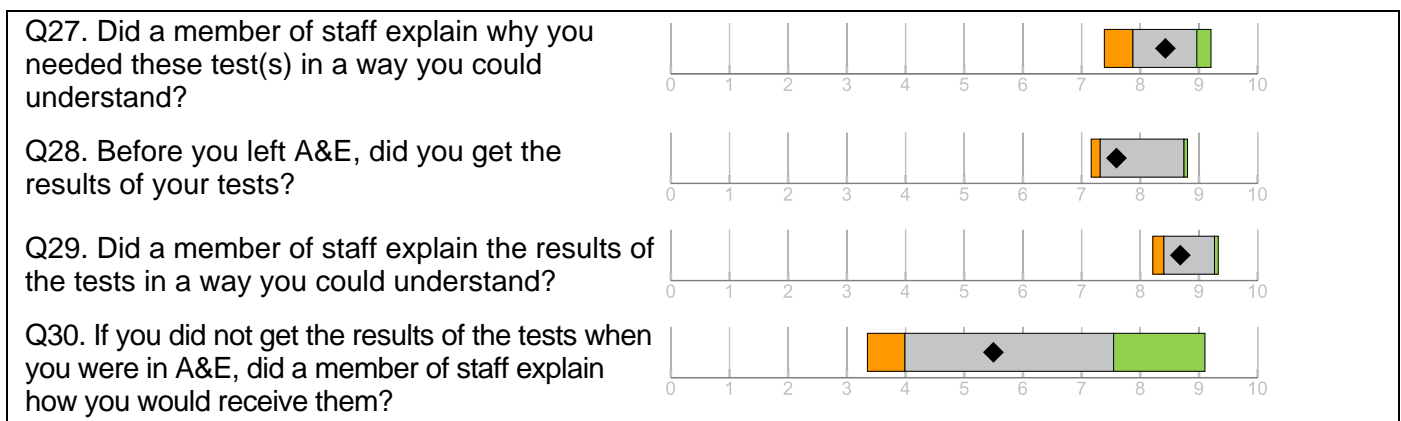 Q27. Did a member of staff explain why you
needed these test(s) in a way you could
understand?
0 1 2 3 4 5 6 7 8 9 10
Q28. Before you left A&E, did you get the
results of your tests?
0 1 2 3 4 5 6 7 8 9 10
Q29. Did a member of staff explain the results of
the tests in a way you could understand?
0 1 2 3 4 5 6 7 8 9 10
Q30. If you did not get the results of the tests when
you were in A&E, did a member of staff explain
how you would receive them?
0 1 2 3 4 5 6 7 8 9 10